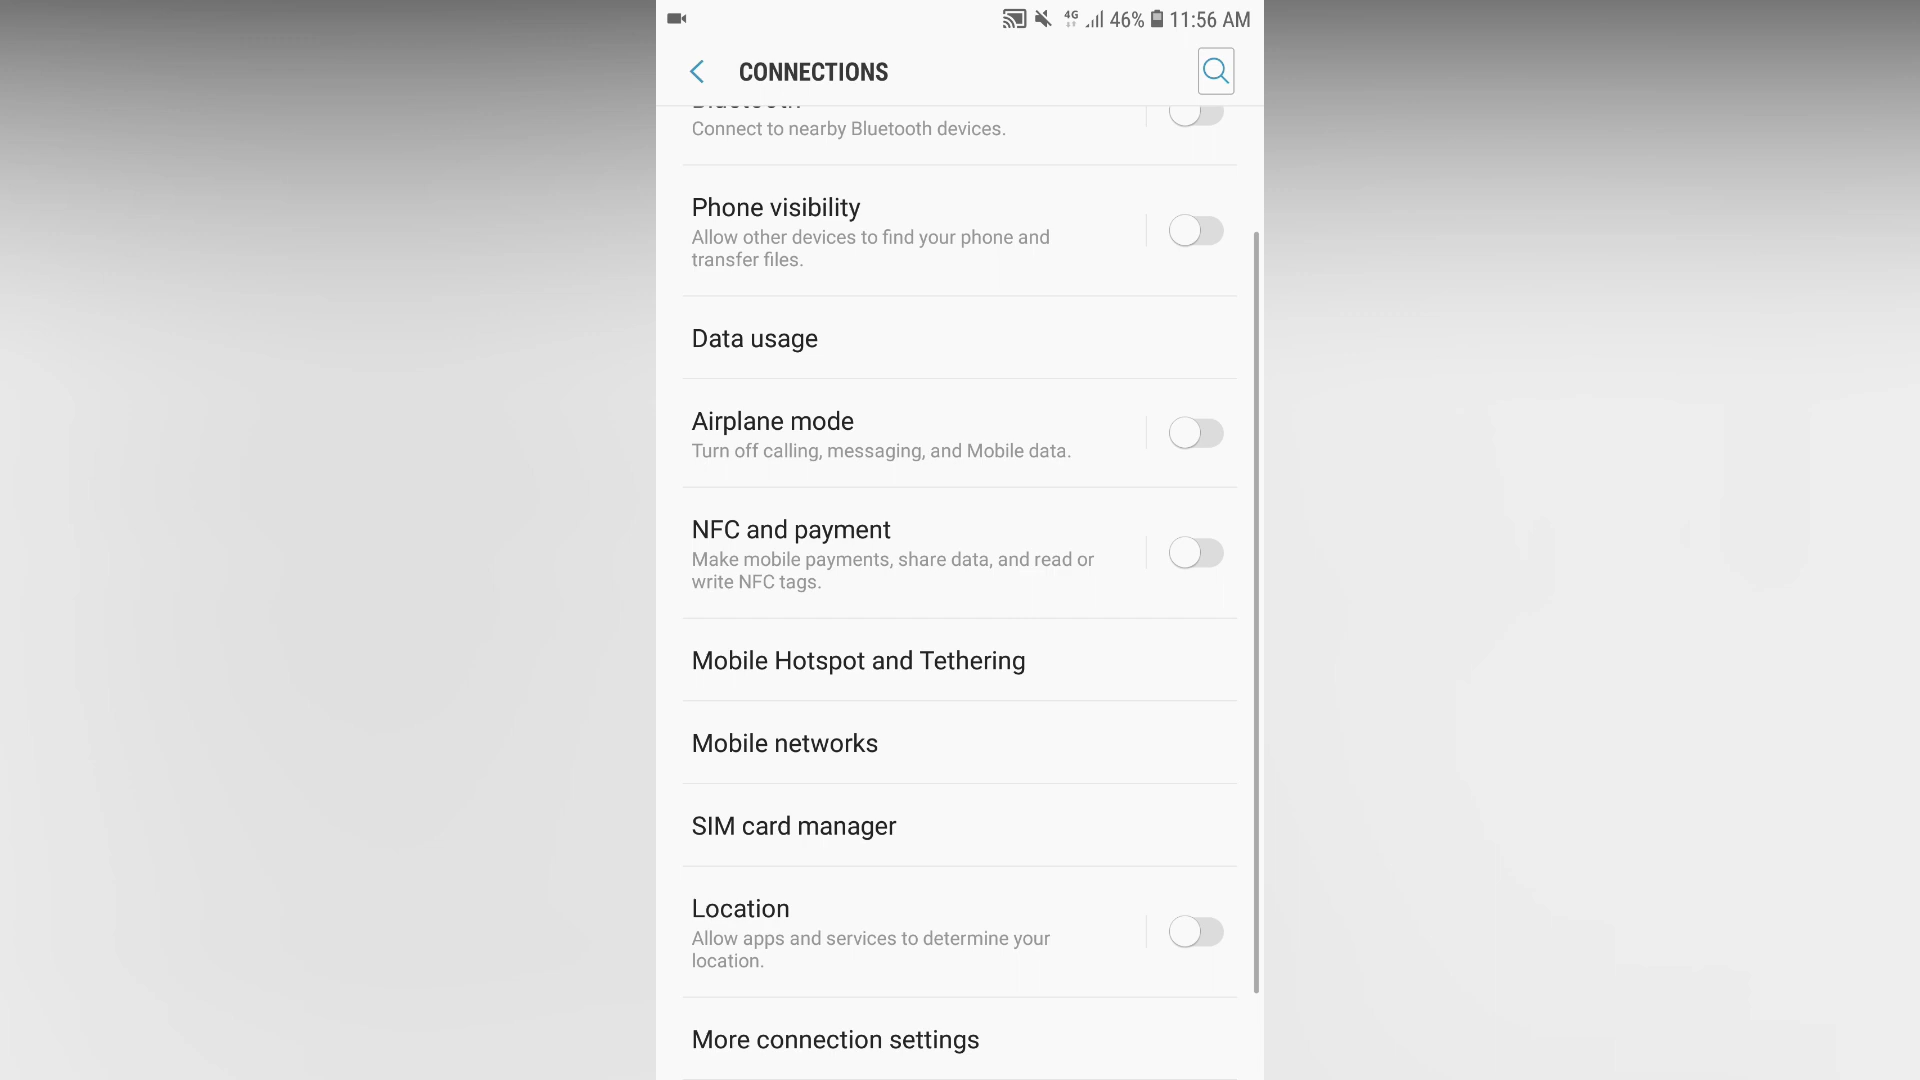 4G 46% 11:56 AM
CONNECTIONS
Bluetooth
Connect to nearby Bluetooth devices.
Phone visibility
Allow other devices to find your phone and
transfer files.
Data usage
Airplane mode
Turn off calling, messaging, and Mobile data.
NFC and payment
Make mobile payments, share data, and read or
write NFC tags.
Mobile Hotspot and Tethering
Mobile networks
SIM card manager
Location
Allow apps and services to determine your
location.
More connection settings